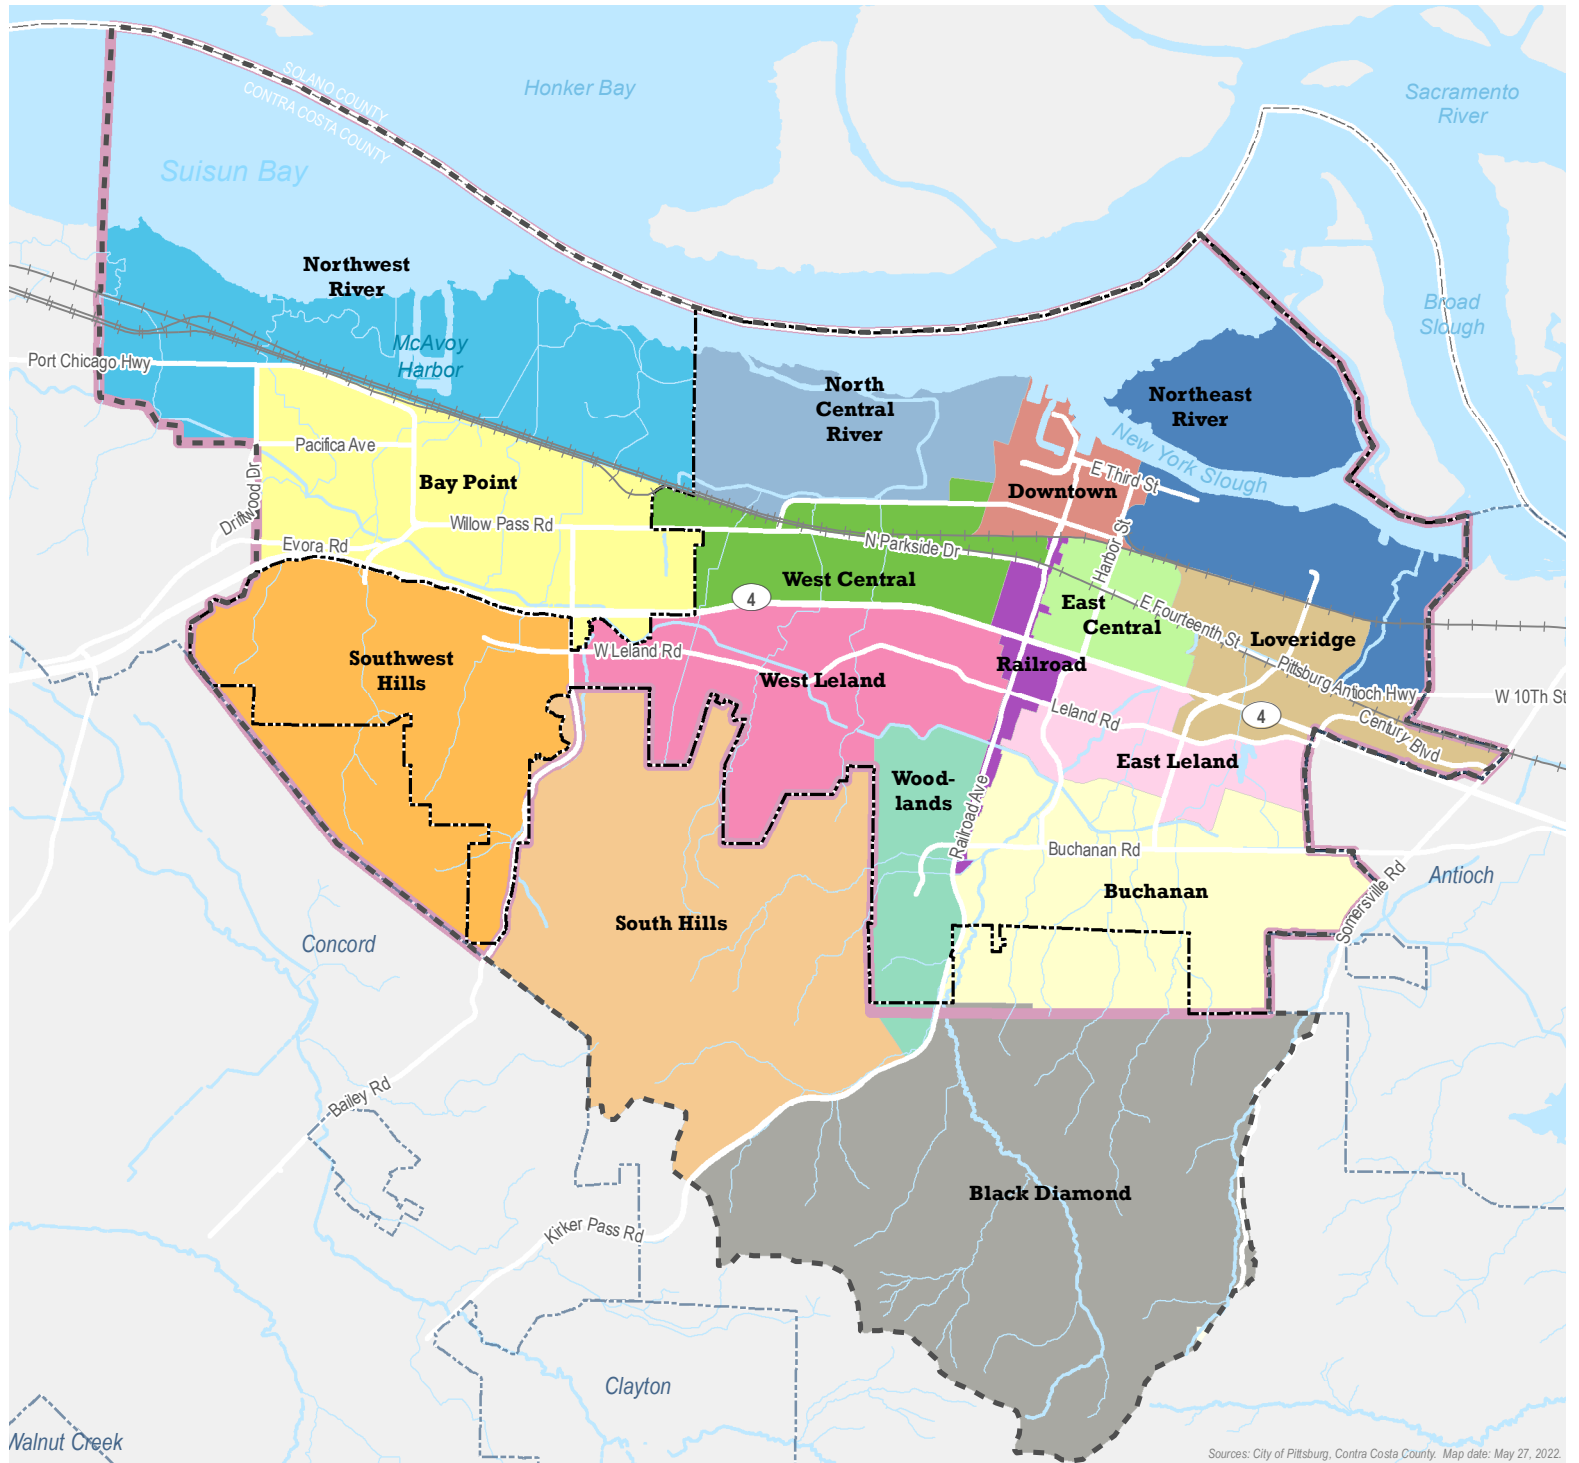 SOLANO COUNTY
CONTRA COSTA COUNTY
Honker Bay
Sacramento
River
Suisun Bay
Northwest
River
Broad
Slough
McAvoy
Harbor
Port Chicago Hwy
North
Central
River
Northeast
River
New York Slough
Pacifica Ave
Bay Point
Driftwood Dr
E Third St
Downtown
Willow Pass Rd
Evora Rd
N Parkside Dr
Harbor St
West Central
4
East
Central
E Fourteenth St
Loveridge
Southwest
Hills
W Leland Rd
West Leland
Railroad
Pittsburg Antioch Hwy
W 10Th St
Leland Rd
4
Century Blvd
East Leland
Wood-
lands
Railroad Ave
Buchanan Rd
Buchanan
Antioch
Somersville Rd
South Hills
Concord
Bailey Rd
Black Diamond
Kirker Pass Rd
Clayton
Walnut Creek
Sources: City of Pittsburg, Contra Costa County. Map date: May 27, 2022.